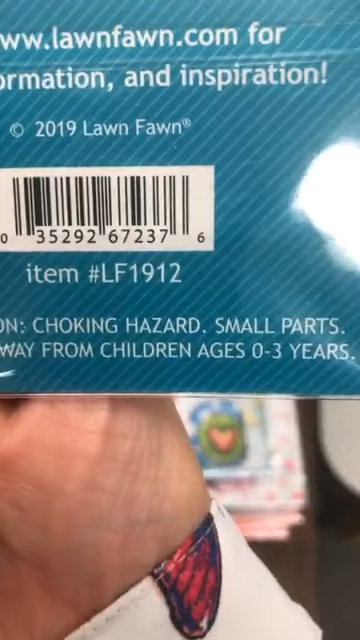 www.lawnfawn.com for
ormation, and inspiration!
© 2019 Lawn Fawn®
0 35292 67237 6
item #LF1912
ON: CHOKING HAZARD. SMALL PARTS.
WAY FROM CHILDREN AGES 0-3 YEARS.